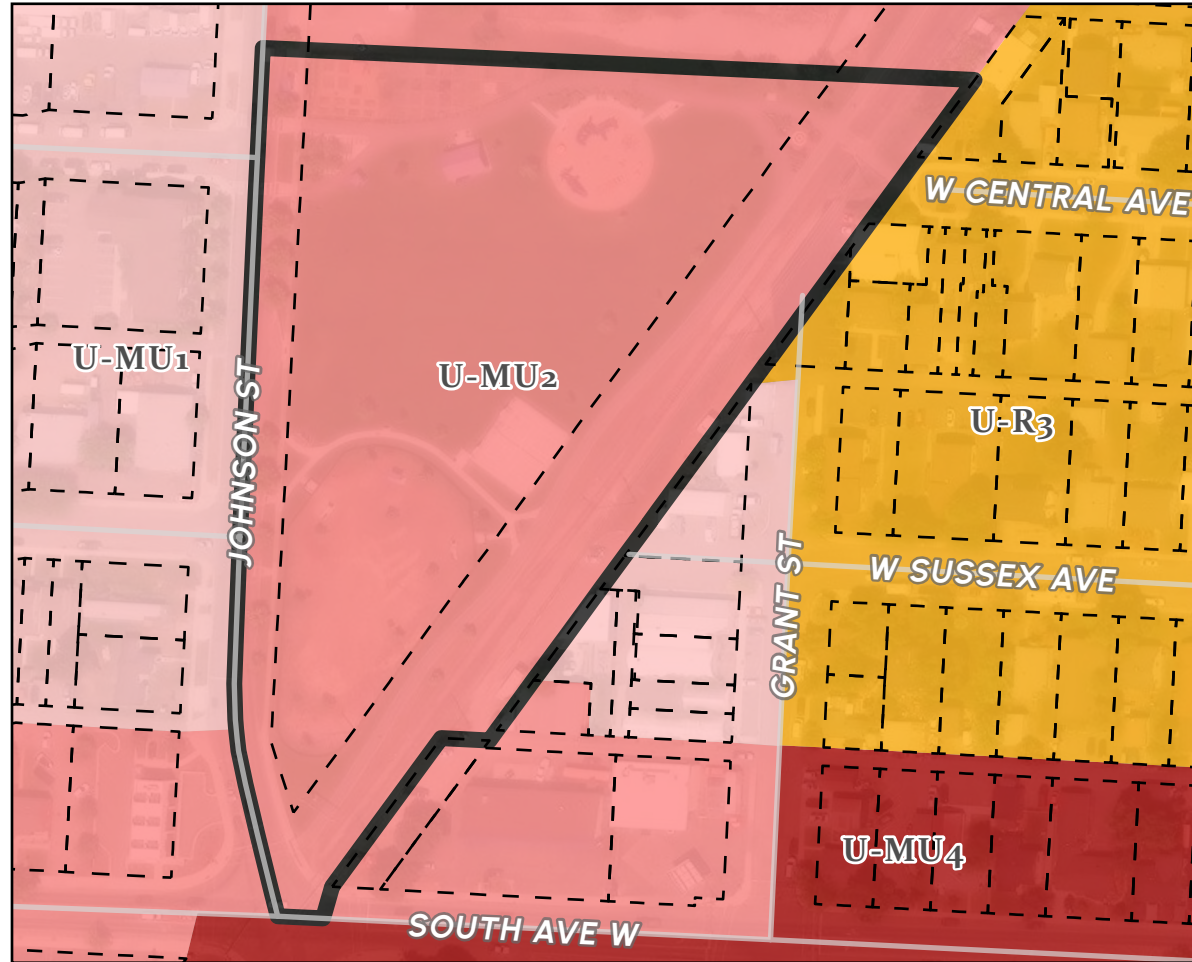 W CENTRAL AVE
U-MU1
JOHNSON ST
U-MU2
U-R3
W SUSSEX AVE
GRANT ST
U-MU4
SOUTH AVE W